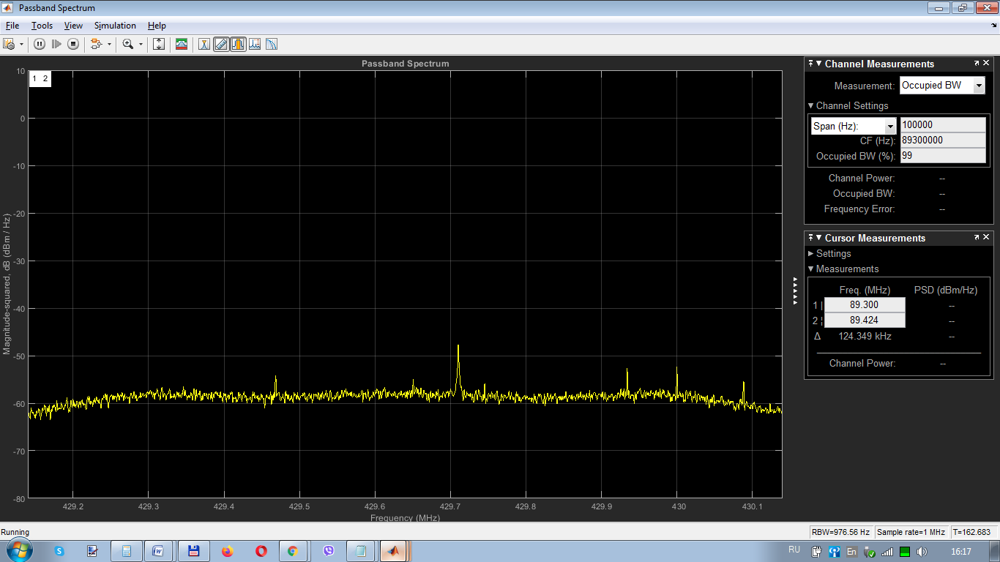 Passband Spectrum
File Tools View Simulation Help
Passband Spectrum
10
1 2
0
-10
-20
-30
-40
-50
-60
-70
-80
Magnitude-squared, dB (dBm / Hz)
429.2 429.3 429.4 429.5 429.6 429.7 429.8 429.9 430 430.1
Frequency (MHz)
Channel Measurements
Measurement: Occupied BW
Channel Settings
Span (Hz): 100000
CF (Hz): 89300000
Occupied BW (%): 99
Channel Power: --
Occupied BW: --
Frequency Error: --
Cursor Measurements
Settings
Measurements
Freq. (MHz) PSD (dBm/Hz)
1 | 89.300 --
2 ¦ 89.424 --
Δ 124.349 kHz --
Channel Power: --
Running RBW=976.56 Hz Sample rate=1 MHz T=162.683
RU En 16:17